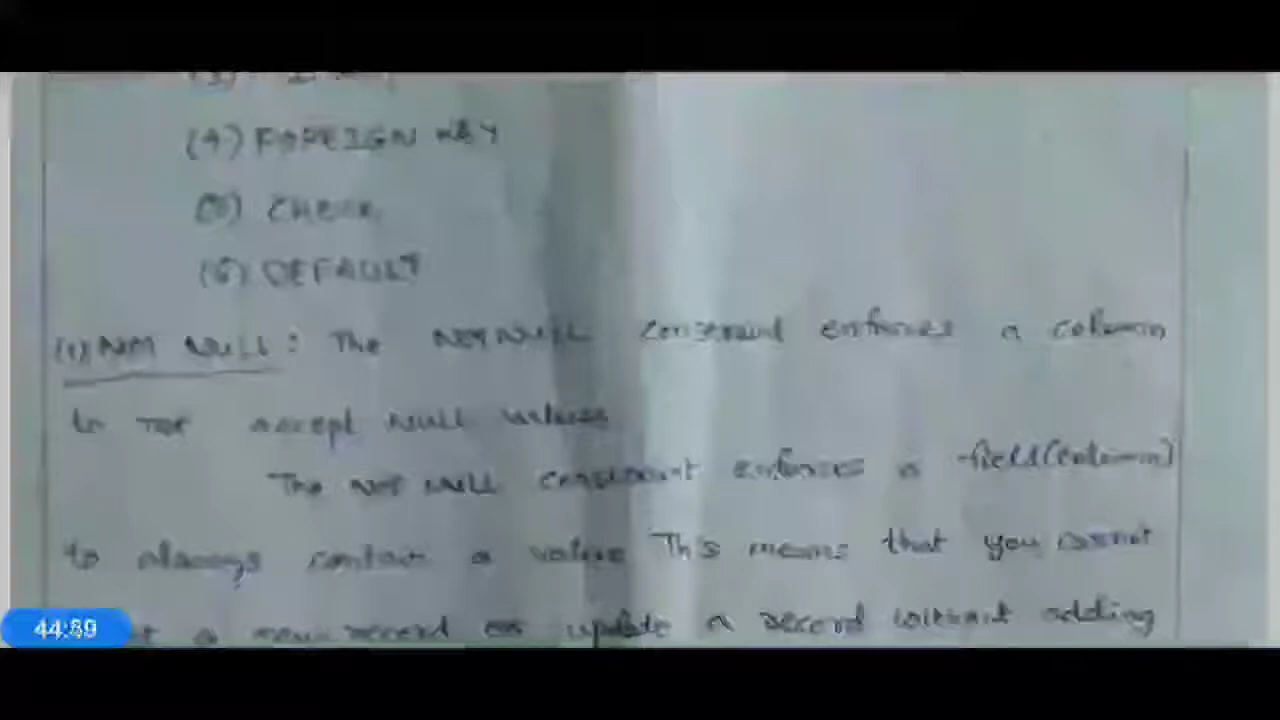 (4) FOREIGN KEY
(5) CHECK
(6) DEFAULT
(1) NOT NULL : The NOT NULL constraint enforces a column
to not accept NULL values
The NOT NULL constraint enforces a field(column)
to always contain a value This means that you cannot
a new record or update a record without adding
44:89